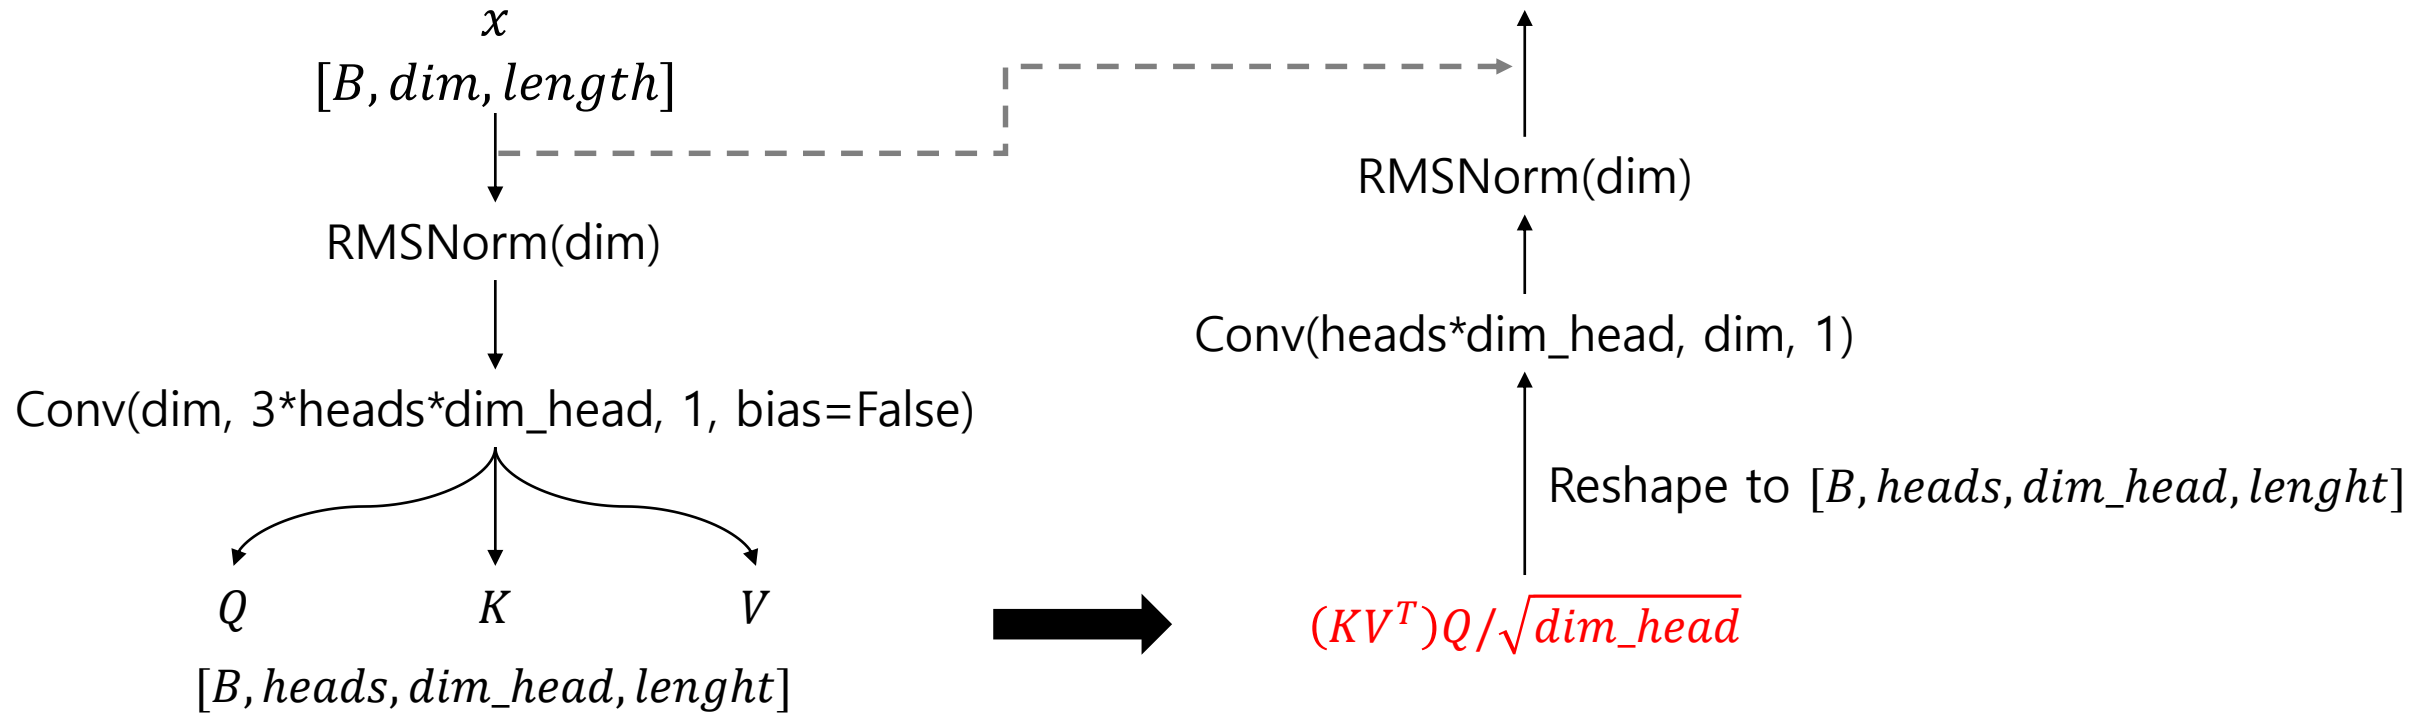 x
[B, dim, length]
RMSNorm(dim)
Conv(dim, 3*heads*dim_head, 1, bias=False)
Q K V
[B, heads, dim_head, lenght]
RMSNorm(dim)
Conv(heads*dim_head, dim, 1)
Reshape to [B, heads, dim_head, lenght]
(KVᵀ)Q/√dim_head